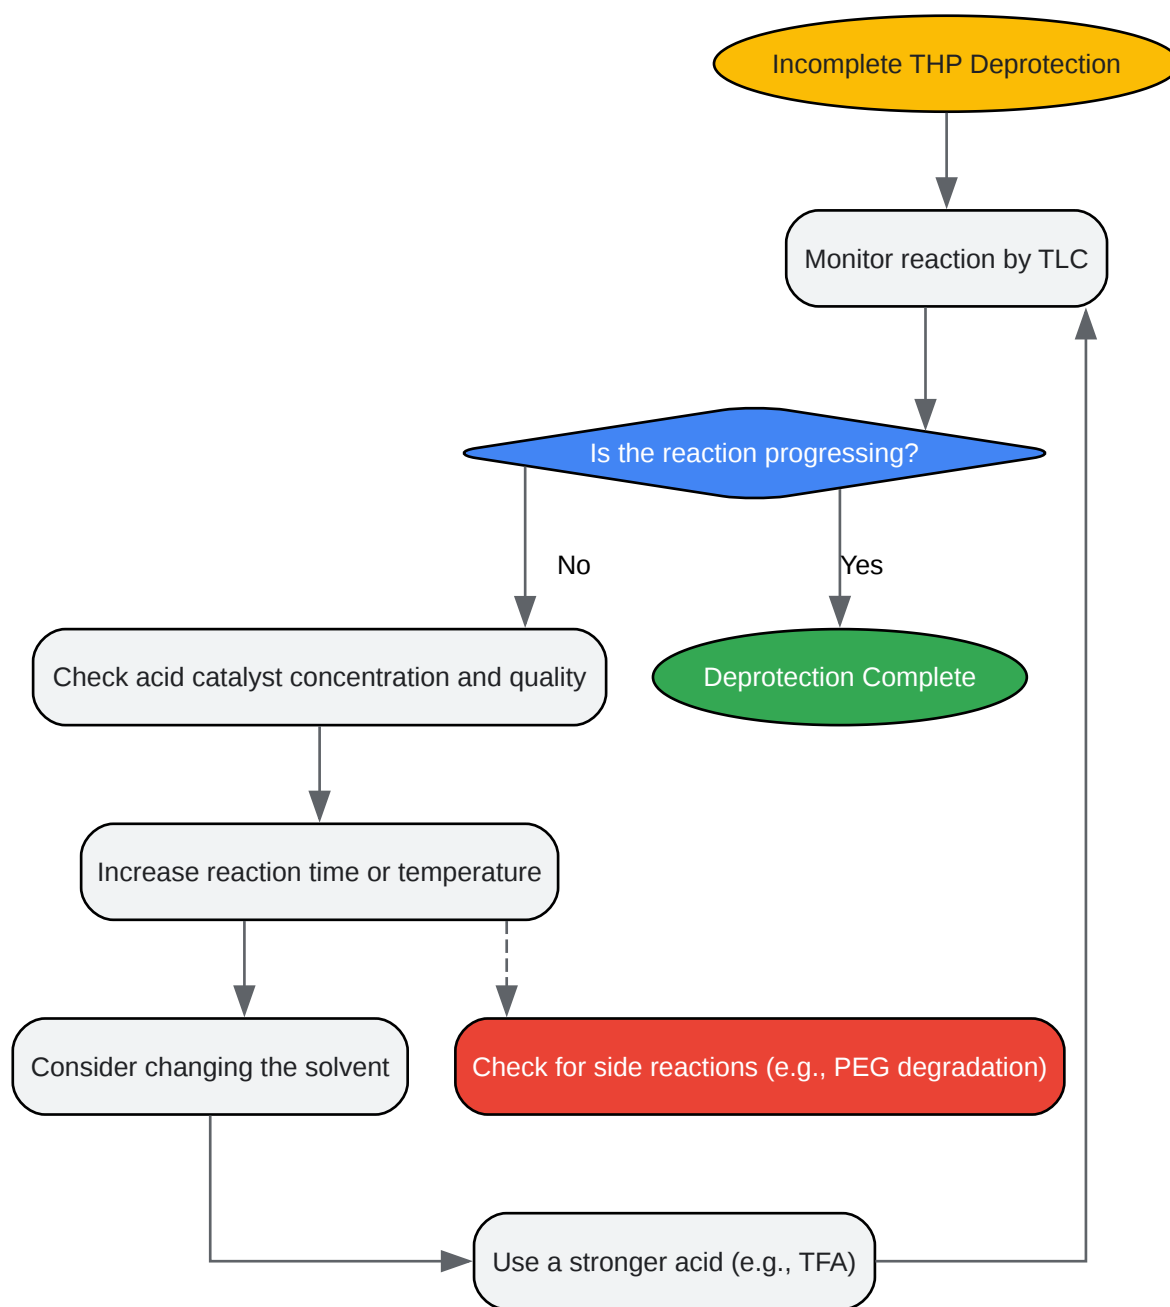 Incomplete THP Deprotection
Monitor reaction by TLC
Is the reaction progressing?
No
Yes
Check acid catalyst concentration and quality
Deprotection Complete
Increase reaction time or temperature
Consider changing the solvent
Check for side reactions (e.g., PEG degradation)
Use a stronger acid (e.g., TFA)